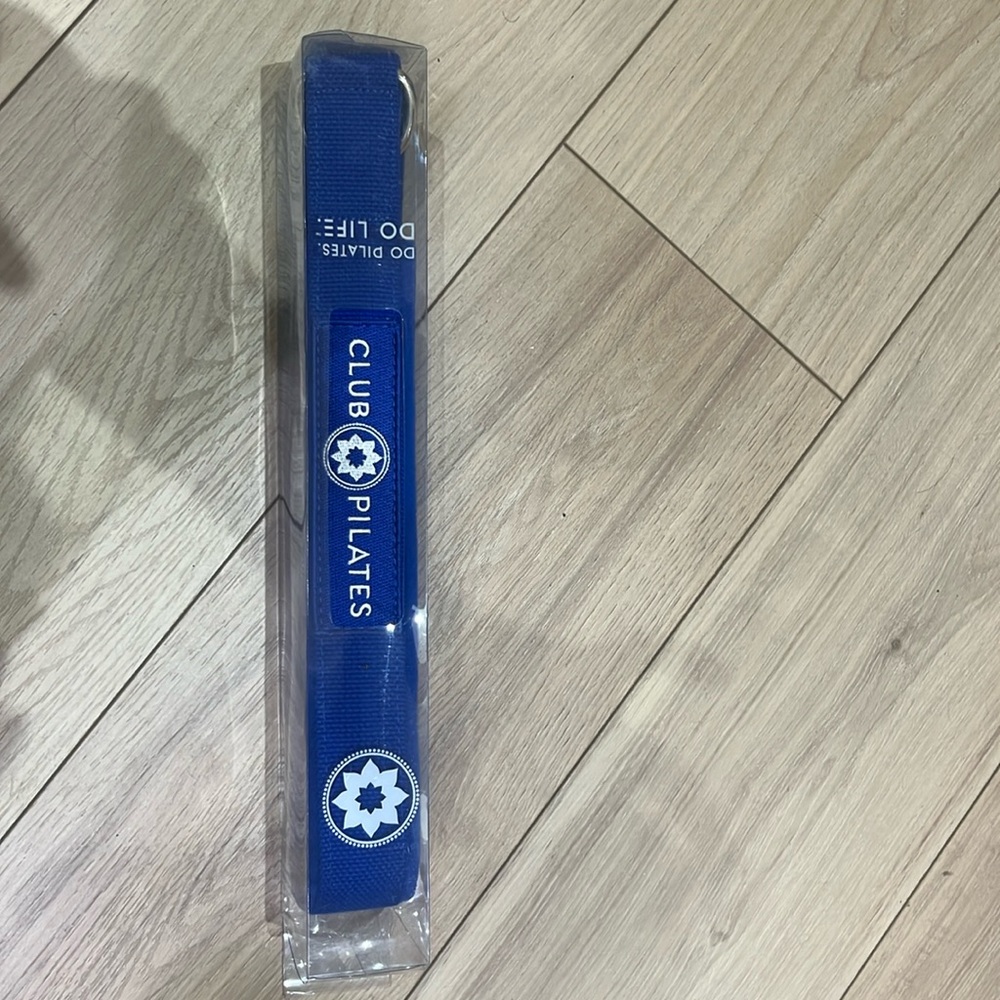 DO PILATES.
DO LIFE.
CLUB PILATES